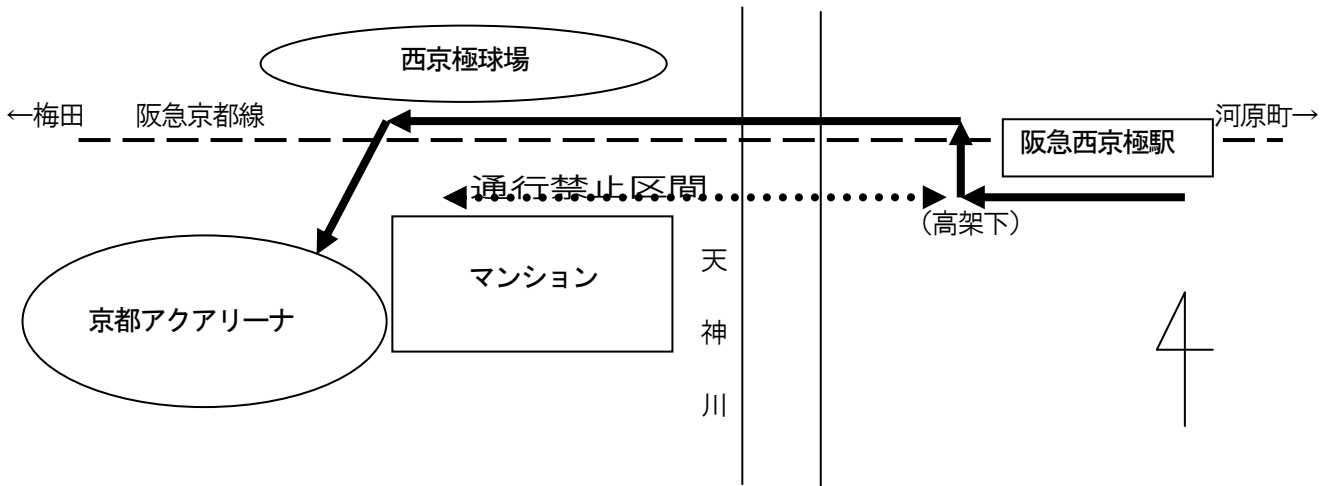 西京極球場
←梅田
阪急京都線
河原町→
阪急西京極駅
通行禁止区間
(高架下)
マンション
天神川
京都アクアリーナ